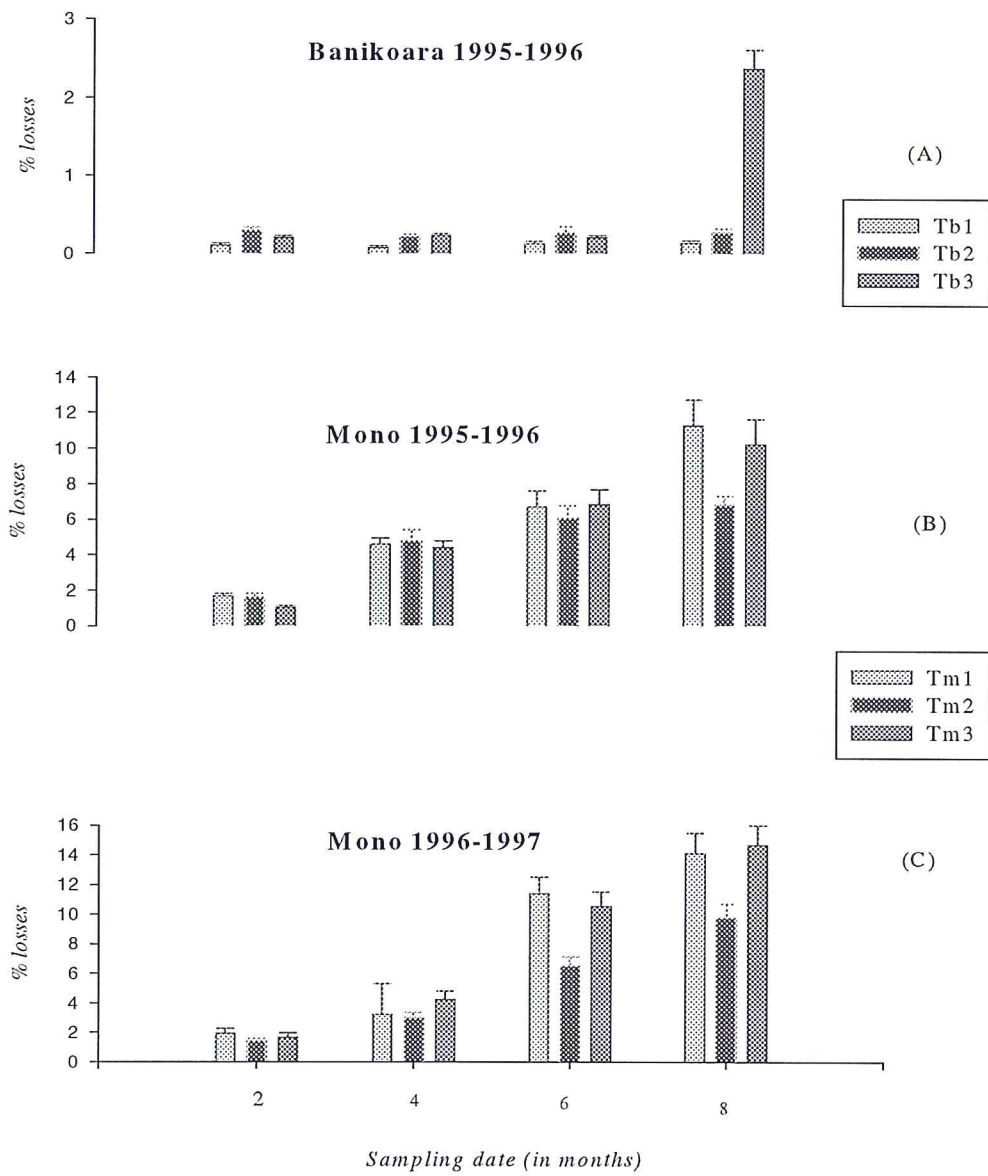 Banikoara 1995-1996
% losses
3
2
1
0
(A)
Tb1
Tb2
Tb3
Mono 1995-1996
% losses
14
12
10
8
6
4
2
0
(B)
Tm1
Tm2
Tm3
Mono 1996-1997
% losses
16
14
12
10
8
6
4
2
0
(C)
2 4 6 8
Sampling date (in months)